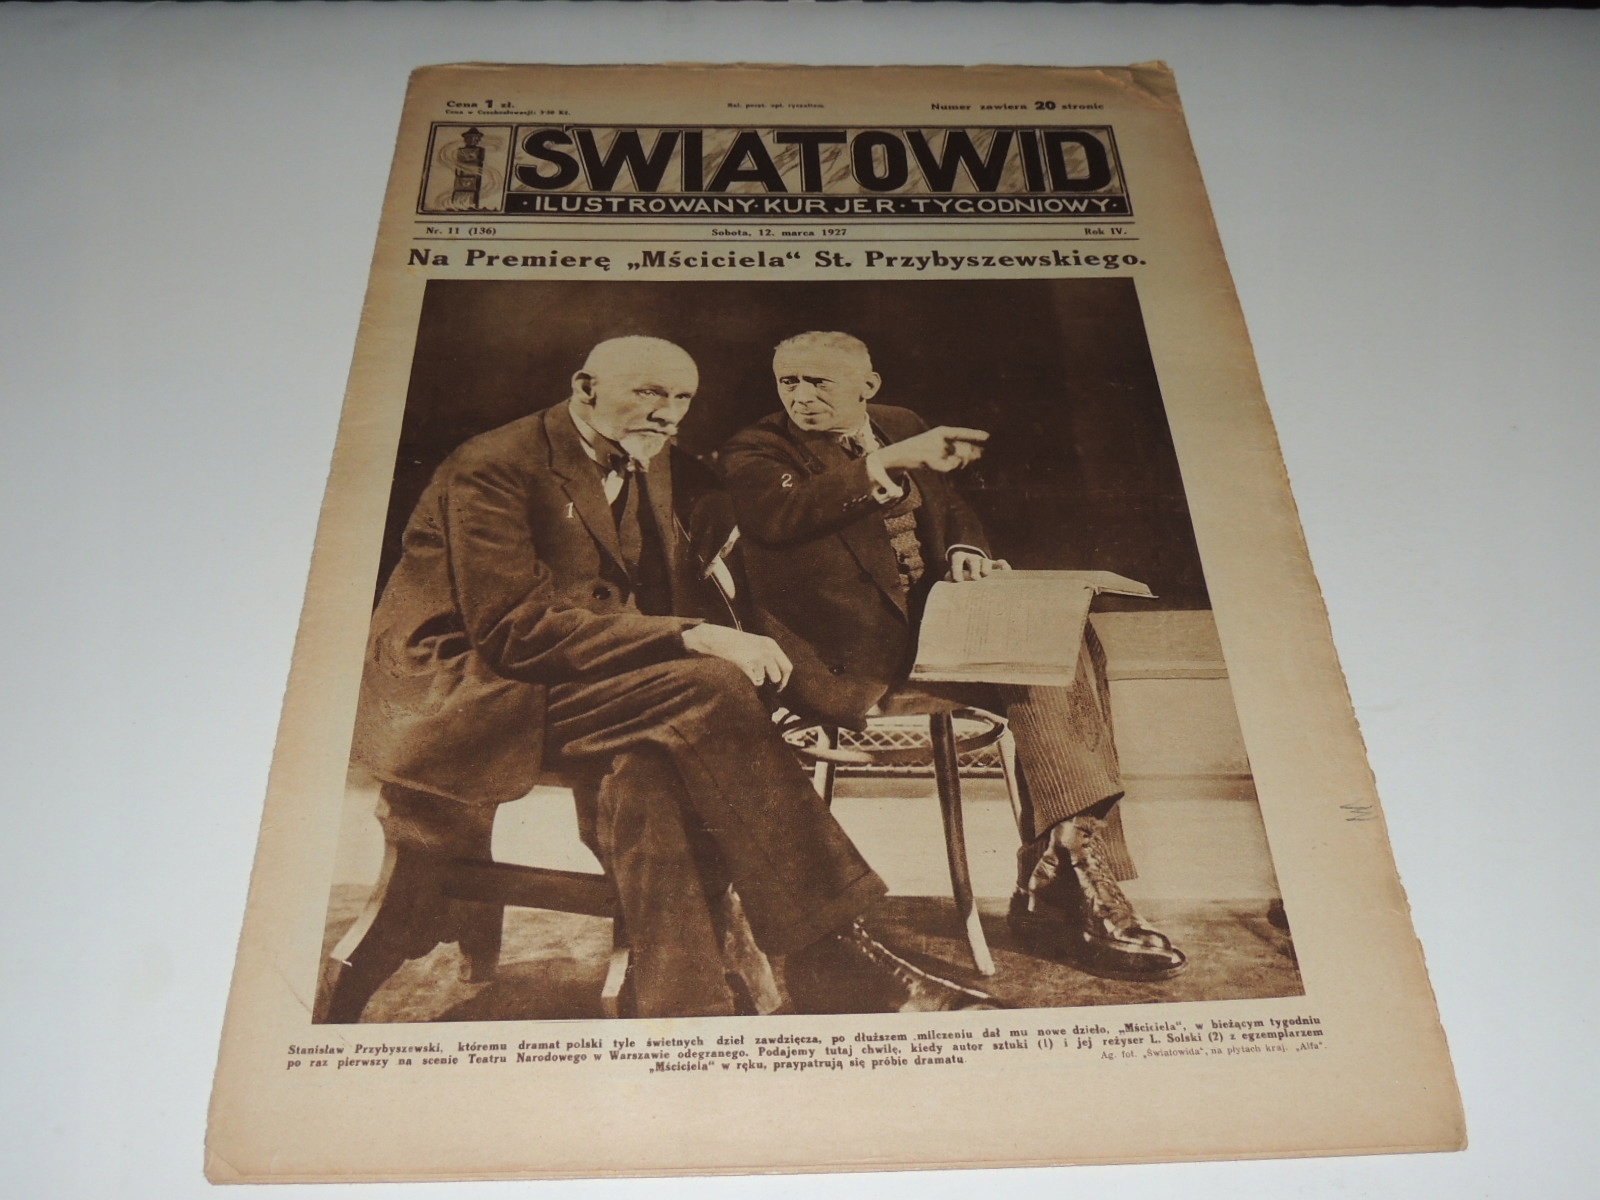 Cena 1 zł.
Cena w Czechosłowacji:
Numer zawiera 20 stronic
ŚWIATOWID
·ILUSTROWANY·KURJER·TYGODNIOWY·
Nr. 11 (136) Sobota, 12. marca 1927 Rok IV.
Na Premierę „Mściciela“ St. Przybyszewskiego.
1
2
Stanisław Przybyszewski, któremu dramat polski tyle świetnych dzieł zawdzięcza, po dłuższem milczeniu dał mu nowe dzieło, „Mściciela“, w bieżącym tygodniu
po raz pierwszy na scenie Teatru Narodowego w Warszawie odegranego. Podajemy tutaj chwilę, kiedy autor sztuki (1) i jej reżyser L. Solski (2) z egzemplarzem
„Mściciela“ w ręku, praypatrują się próbie dramatu
Ag. fot. „Światowida“, na płytach kraj. „Alfa“.